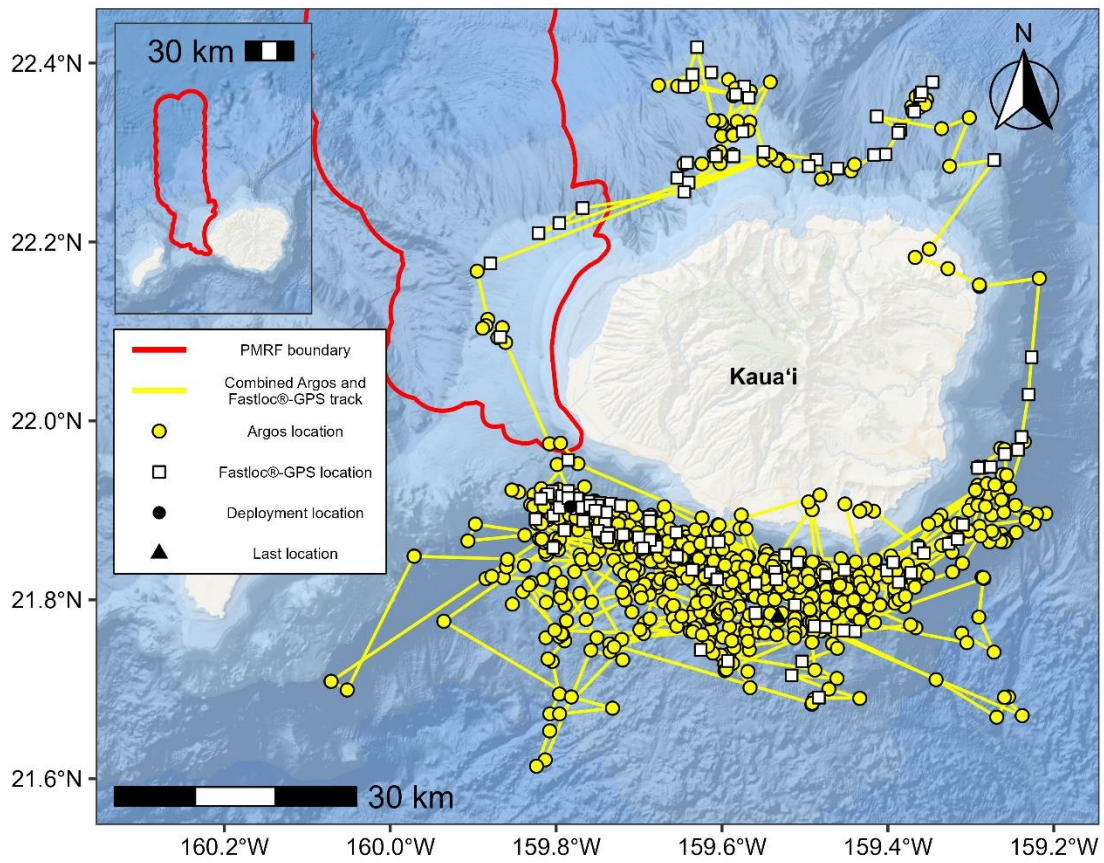 30 km
N
22.4°N
22.2°N
22.0°N
21.8°N
21.6°N
PMRF boundary
Combined Argos and
Fastloc®-GPS track
Argos location
Fastloc®-GPS location
Deployment location
Last location
Kauaʻi
30 km
160.2°W
160.0°W
159.8°W
159.6°W
159.4°W
159.2°W